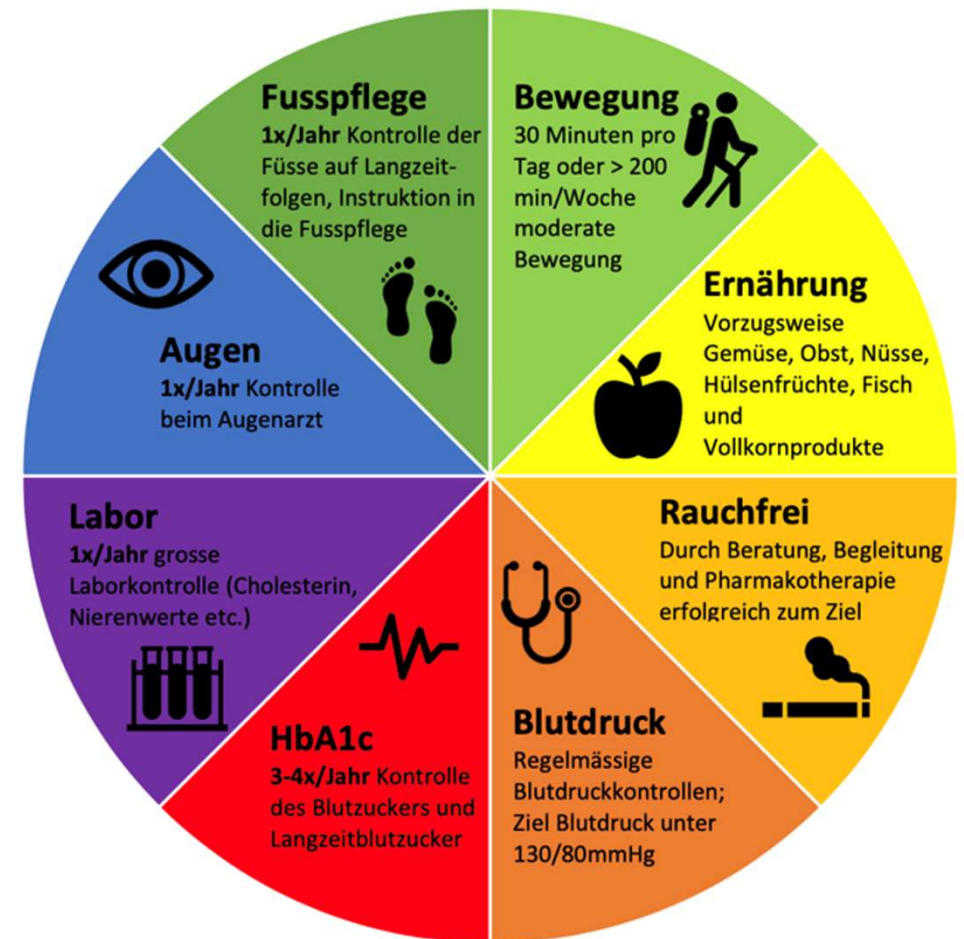 Fusspflege
1x/Jahr Kontrolle der
Füsse auf Langzeit-
folgen, Instruktion in
die Fusspflege
Bewegung
30 Minuten pro
Tag oder > 200
min/Woche
moderate
Bewegung
Ernährung
Vorzugsweise
Gemüse, Obst, Nüsse,
Hülsenfrüchte, Fisch
und
Vollkornprodukte
Rauchfrei
Durch Beratung, Begleitung
und Pharmakotherapie
erfolgreich zum Ziel
Blutdruck
Regelmässige
Blutdruckkontrollen;
Ziel Blutdruck unter
130/80mmHg
HbA1c
3-4x/Jahr Kontrolle
des Blutzuckers und
Langzeitblutzucker
Labor
1x/Jahr grosse
Laborkontrolle (Cholesterin,
Nierenwerte etc.)
Augen
1x/Jahr Kontrolle
beim Augenarzt